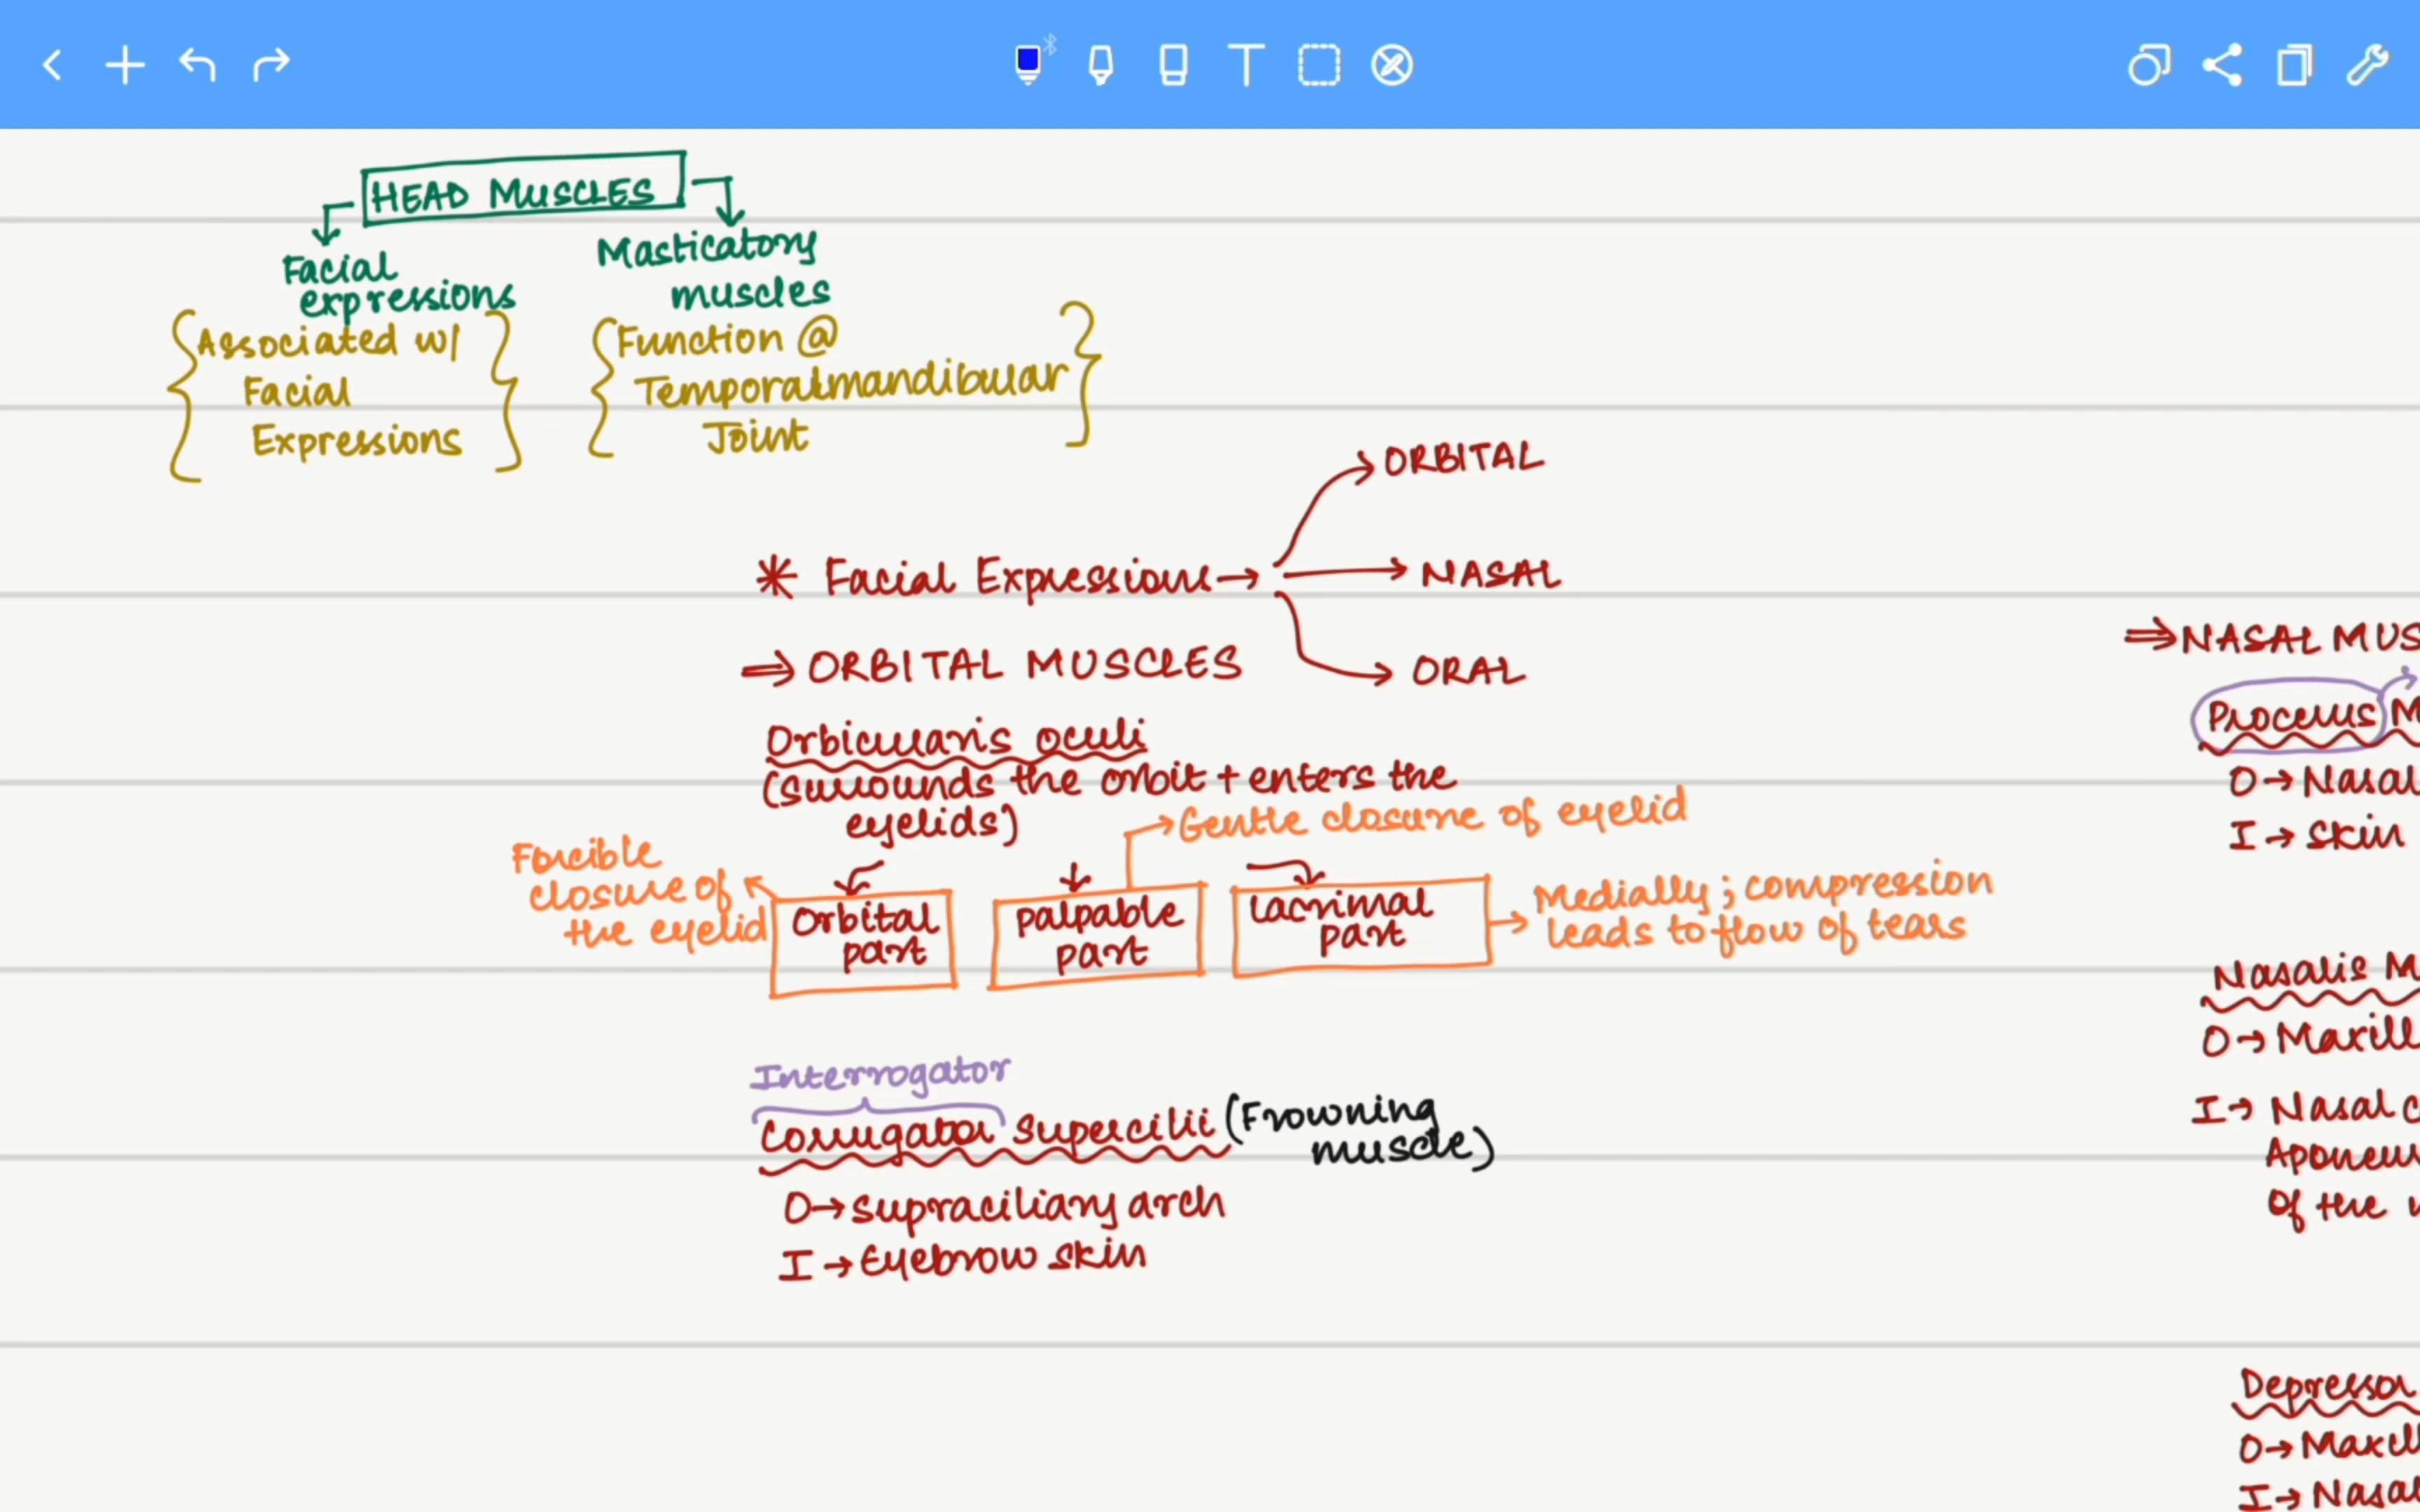 HEAD MUSCLES
Facial
expressions
Associated w/
Facial
Expressions
Masticatory
muscles
Function @
Temporalmandibular
Joint
* Facial Expressions →
ORBITAL
NASAL
ORAL
⇒ ORBITAL MUSCLES
Orbicularis oculi
(surrounds the orbit + enters the
eyelids)
Forcible
closure of
the eyelid
Orbital
part
Gentle closure of eyelid
palpable
part
lacrimal
part
Medially ; compression
leads to flow of tears
Interrogator
Corrugator Supercilii (Frowning
muscle)
O → supraciliary arch
I → Eyebrow skin
⇒ NASAL MUS
Procerus M
O → Nasal
I → skin
Nasalis M
O → Maxill
I → Nasal c
Aponeu
Of the
Depressor
O → Maxill
I → Nasal